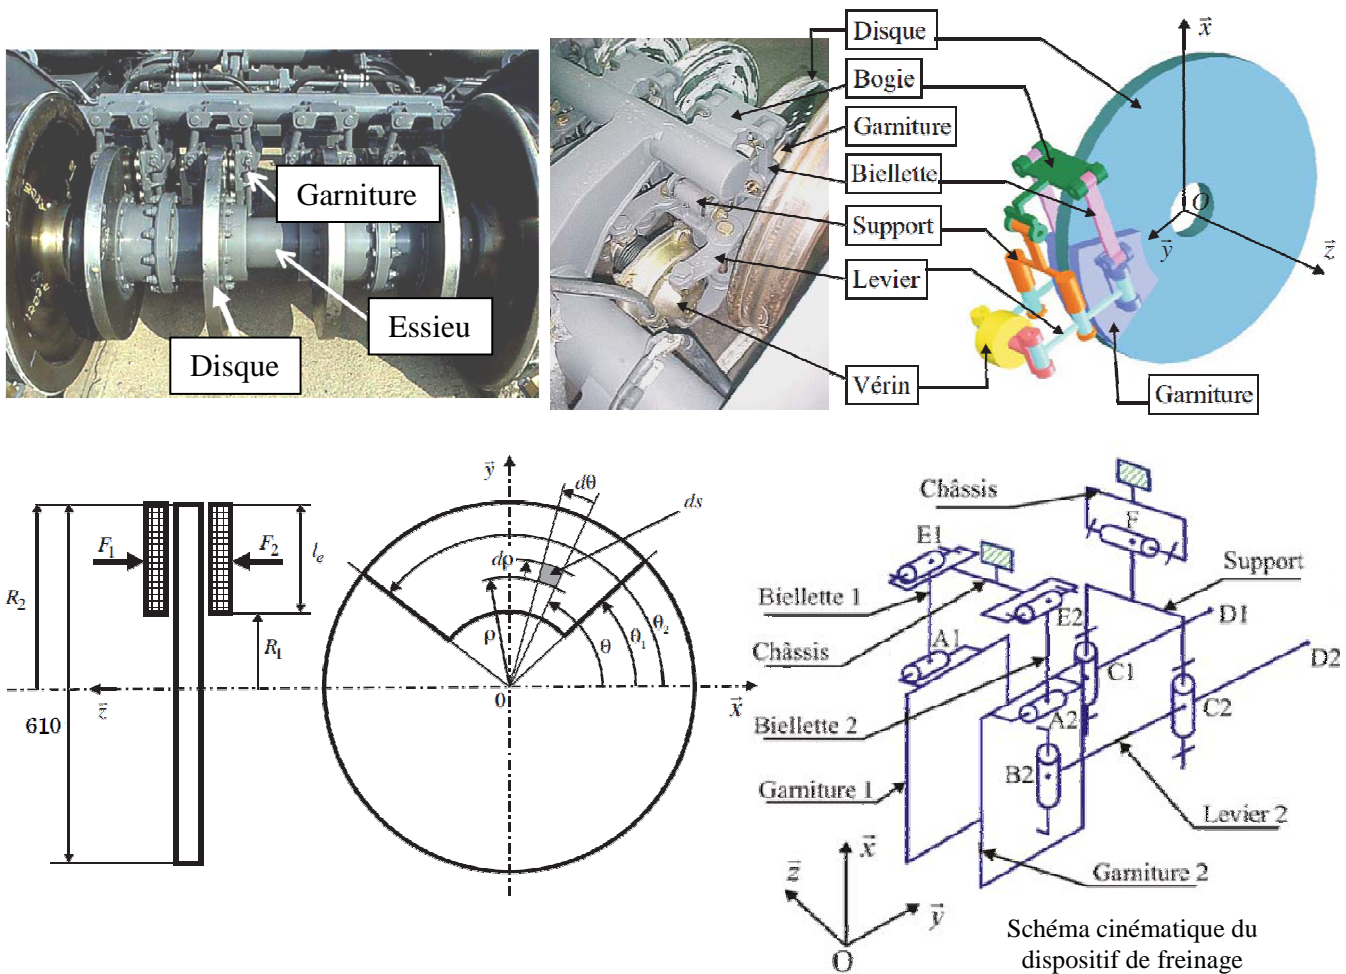 Garniture
Essieu
Disque
Disque
Bogie
Garniture
Biellette
Support
Levier
Vérin
Garniture
x
O
y
z
R2
F1
F2
le
R1
z
610
y
dθ
ds
dρ
ρ
θ
θ1
θ2
0
x
Châssis
F
E1
Support
Biellette 1
E2
D1
Châssis
A1
D2
C1
Biellette 2
A2
C2
B2
Garniture 1
Levier 2
Garniture 2
x
z
y
O
Schéma cinématique du
dispositif de freinage